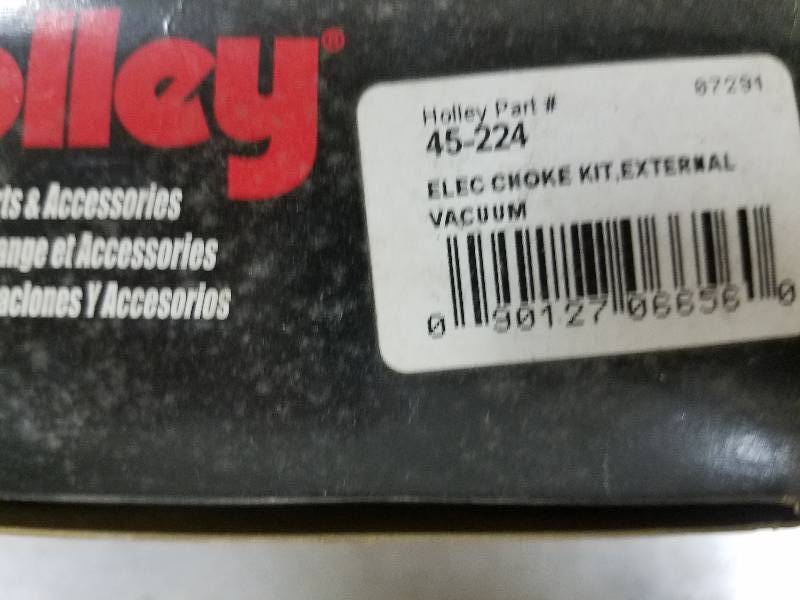 olley®
rts & Accessories
ange et Accessories
aciones Y Accesorios
07291
Holley Part #
45-224
ELEC CHOKE KIT,EXTERNAL
VACUUM
0 90127 06656 0